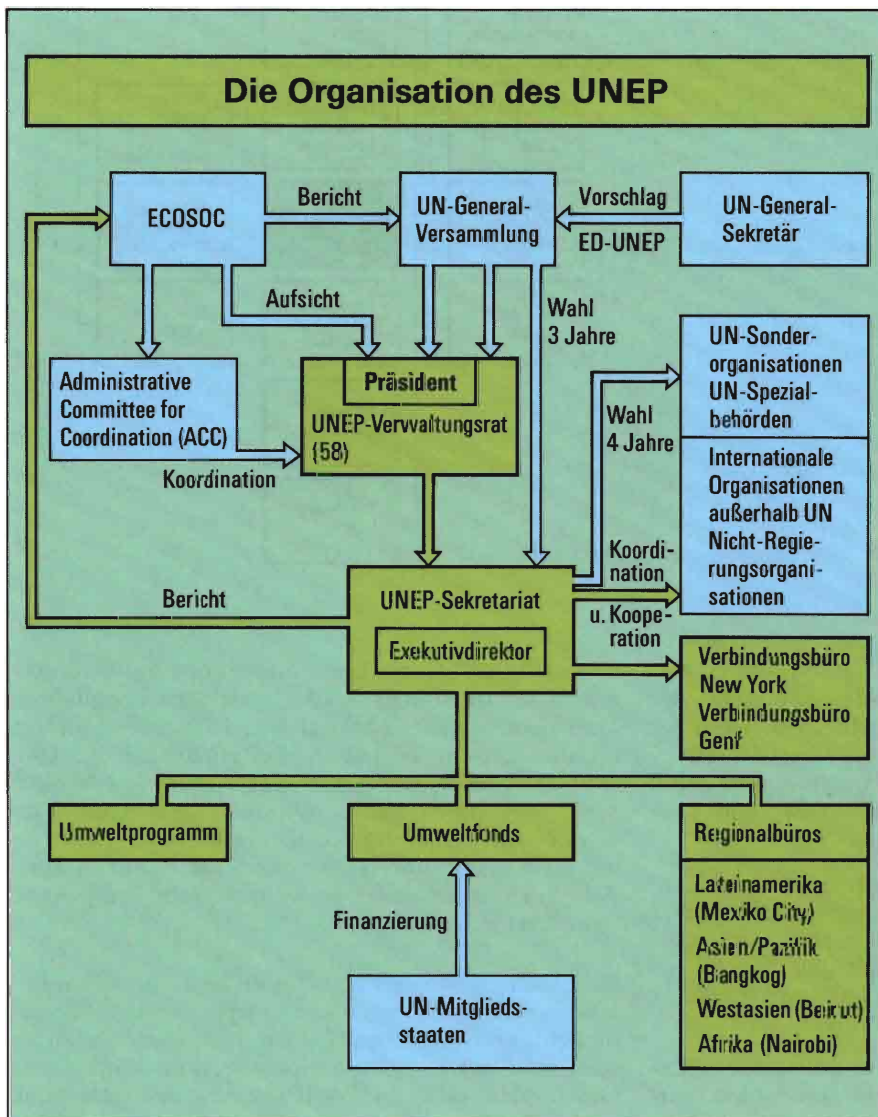 Die Organisation des UNEP
ECOSOC
Bericht
UN-General-
Versammlung
Vorschlag
ED-UNEP
UN-General-
Sekretär
Aufsicht
Wahl
3 Jahre
Administrative
Committee for
Coordination (ACC)
Koordination
Präsident
UNEP-Verwaltungsrat
(58)
Wahl
4 Jahre
UN-Sonder-
organisationen
UN-Spezial-
behörden
Internationale
Organisationen
außerhalb UN
Nicht-Regie-
rungsorgani-
sationen
Bericht
UNEP-Sekretariat
Exekutivdirektor
Koordi-
nation
u. Koope-
ration
Verbindungsbüro
New York
Verbindungsbüro
Genf
Umweltprogramm
Umweltfonds
Regionalbüros
Lateinamerika
(Mexiko City)
Asien/Pazifik
(Bangkog)
Westasien (Beirut)
Afrika (Nairobi)
Finanzierung
UN-Mitglieds-
staaten